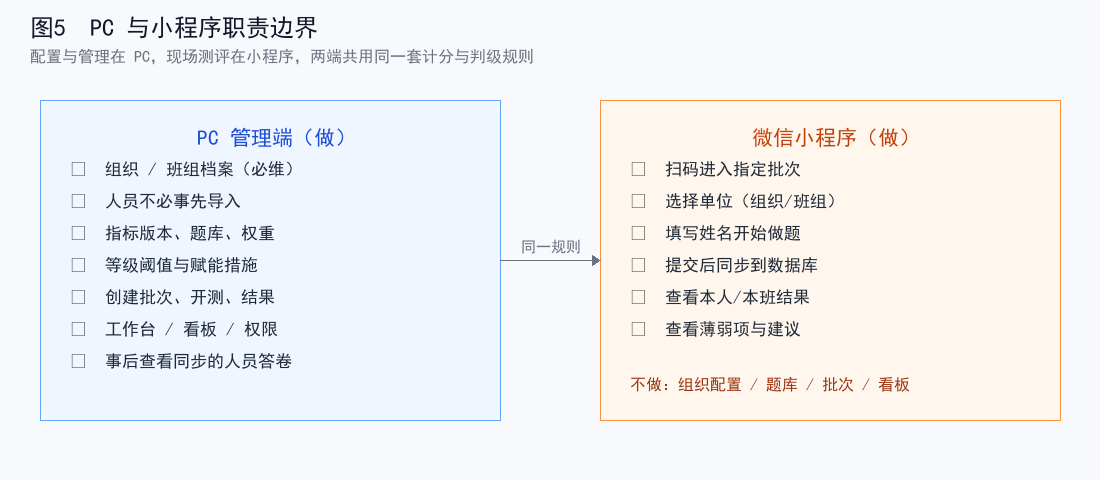 图5  PC 与小程序职责边界
配置与管理在 PC，现场测评在小程序，两端共用同一套计分与判级规则
PC 管理端（做）
组织 / 班组档案（必维）
人员不必事先导入
指标版本、题库、权重
等级阈值与赋能措施
创建批次、开测、结果
工作台 / 看板 / 权限
事后查看同步的人员答卷
同一规则
微信小程序（做）
扫码进入指定批次
选择单位（组织/班组）
填写姓名开始做题
提交后同步到数据库
查看本人/本班结果
查看薄弱项与建议
不做：组织配置 / 题库 / 批次 / 看板